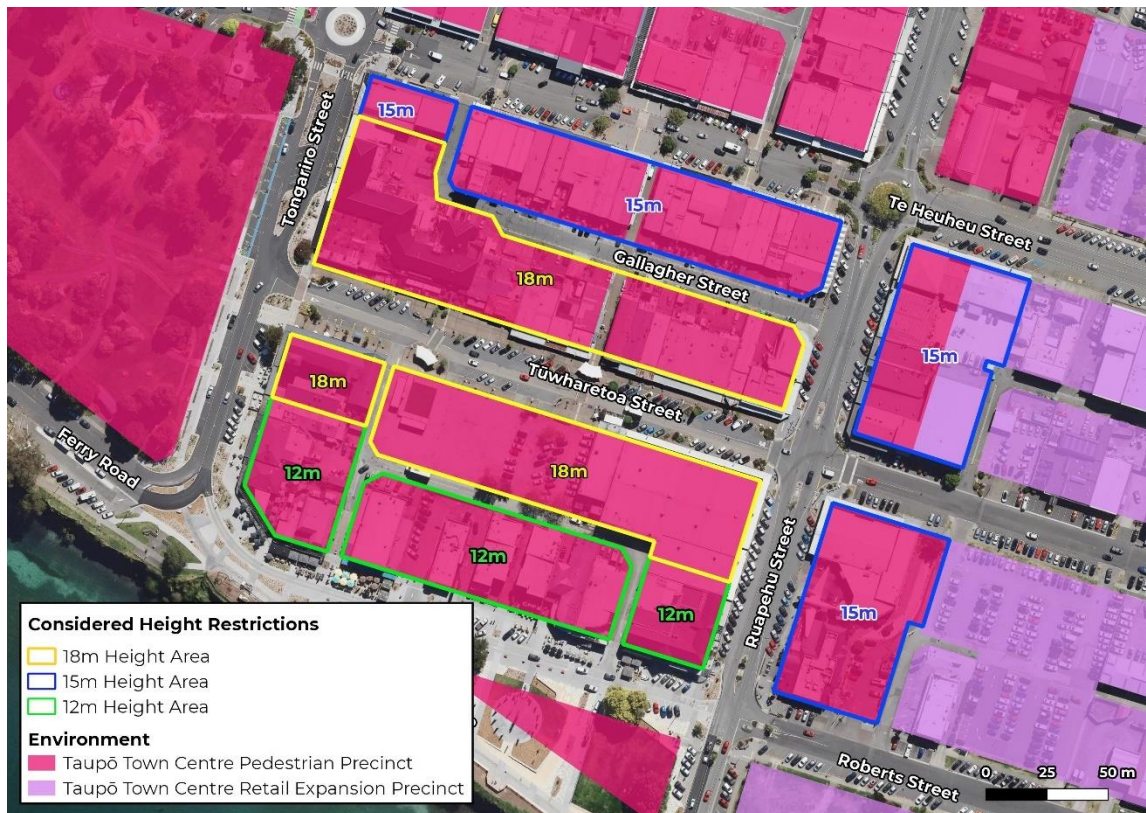 Tongariro Street
15m
15m
Te Heuheu Street
Gallagher Street
18m
15m
18m
Tūwharetoa Street
Ferry Road
12m
18m
12m
12m
Ruapehu Street
15m
Roberts Street
0 25 50 m
Considered Height Restrictions
18m Height Area
15m Height Area
12m Height Area
Environment
Taupō Town Centre Pedestrian Precinct
Taupō Town Centre Retail Expansion Precinct